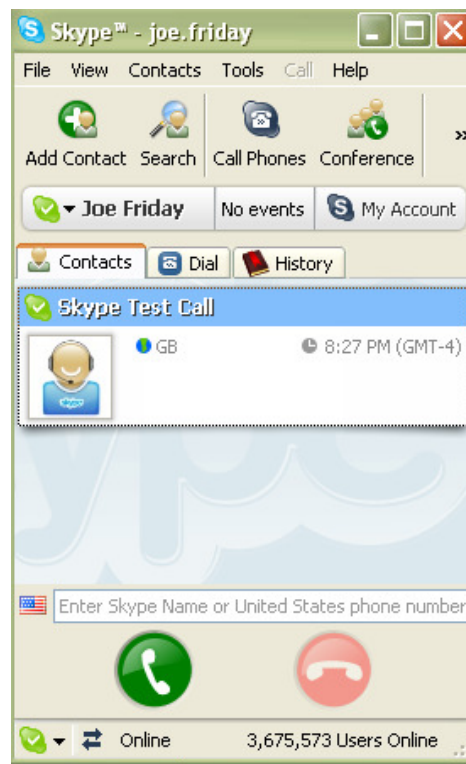 Skype™ - joe.friday
File View Contacts Tools Call Help
Add Contact Search Call Phones Conference »
Joe Friday No events My Account
Contacts Dial History
Skype Test Call
GB 8:27 PM (GMT-4)
skype
Enter Skype Name or United States phone number
Online 3,675,573 Users Online